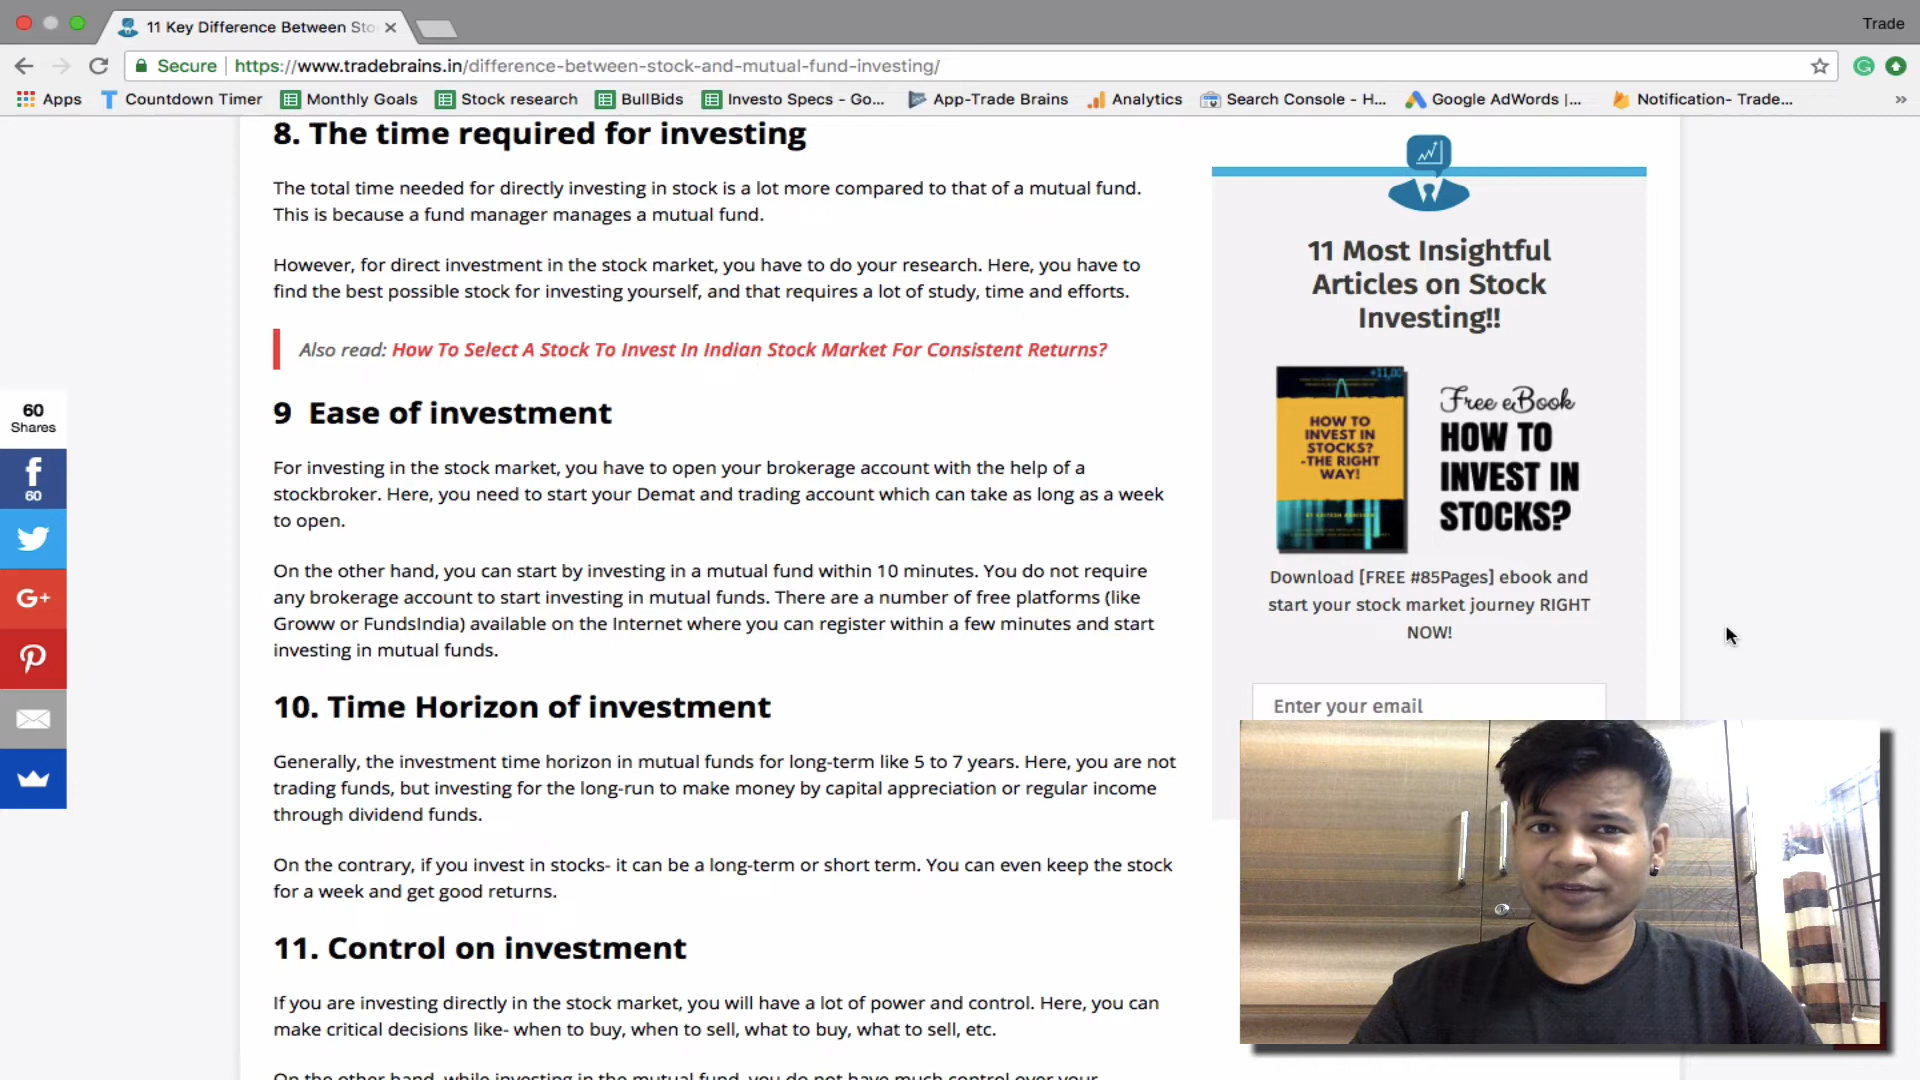 11 Key Difference Between Sto
Trade
Secure
https://www.tradebrains.in/difference-between-stock-and-mutual-fund-investing/
Apps
Countdown Timer
Monthly Goals
Stock research
BullBids
Investo Specs - Go...
App-Trade Brains
Analytics
Search Console - H...
Google AdWords |...
Notification- Trade...
»
8. The time required for investing
The total time needed for directly investing in stock is a lot more compared to that of a mutual fund.
This is because a fund manager manages a mutual fund.
However, for direct investment in the stock market, you have to do your research. Here, you have to
find the best possible stock for investing yourself, and that requires a lot of study, time and efforts.
Also read: How To Select A Stock To Invest In Indian Stock Market For Consistent Returns?
9 Ease of investment
For investing in the stock market, you have to open your brokerage account with the help of a
stockbroker. Here, you need to start your Demat and trading account which can take as long as a week
to open.
On the other hand, you can start by investing in a mutual fund within 10 minutes. You do not require
any brokerage account to start investing in mutual funds. There are a number of free platforms (like
Groww or FundsIndia) available on the Internet where you can register within a few minutes and start
investing in mutual funds.
10. Time Horizon of investment
Generally, the investment time horizon in mutual funds for long-term like 5 to 7 years. Here, you are not
trading funds, but investing for the long-run to make money by capital appreciation or regular income
through dividend funds.
On the contrary, if you invest in stocks- it can be a long-term or short term. You can even keep the stock
for a week and get good returns.
11. Control on investment
If you are investing directly in the stock market, you will have a lot of power and control. Here, you can
make critical decisions like- when to buy, when to sell, what to buy, what to sell, etc.
On the other hand, while investing in the mutual fund, you do not have much control over your
60
Shares
f
60
G+
11 Most Insightful
Articles on Stock
Investing!!
HOW TO
INVEST IN
STOCKS?
-THE RIGHT
WAY!
Free eBook
HOW TO
INVEST IN
STOCKS?
Download [FREE #85Pages] ebook and
start your stock market journey RIGHT
NOW!
Enter your email